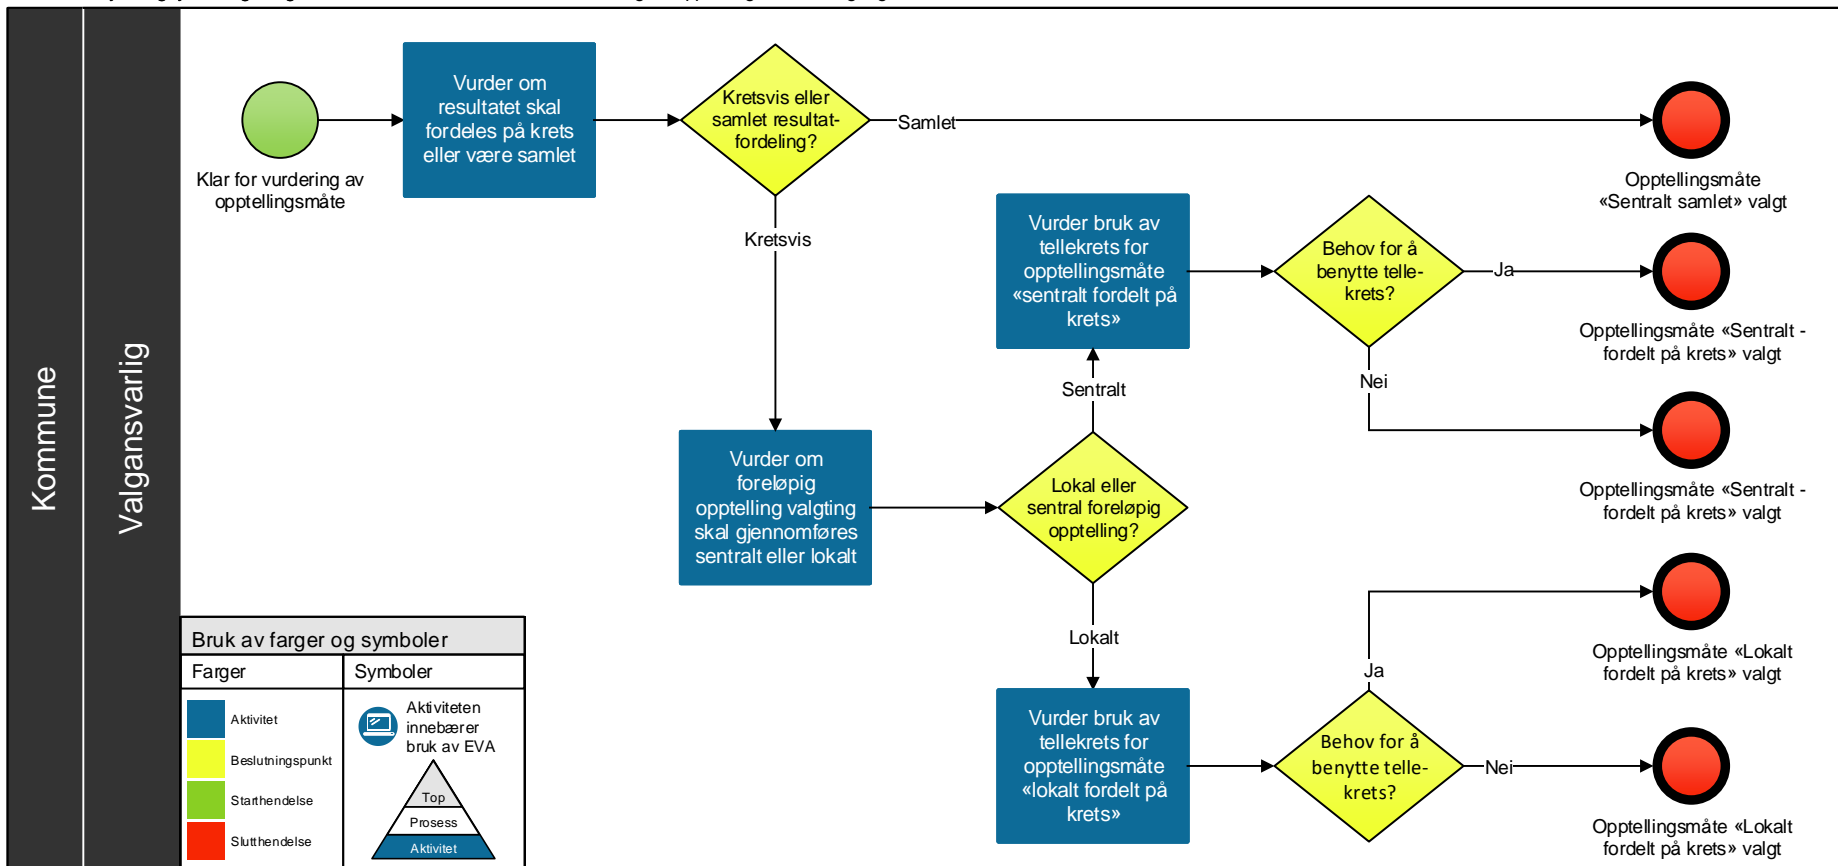 Kommune
Valgansvarlig
Klar for vurdering av
opptellingsmåte
Vurder om
resultatet skal
fordeles på krets
eller være samlet
Kretsvis eller
samlet resultat-
fordeling?
Samlet
Opptellingsmåte
«Sentralt samlet» valgt
Kretsvis
Vurder bruk av
tellekrets for
opptellingsmåte
«sentralt fordelt på
krets»
Behov for å
benytte telle-
krets?
Ja
Opptellingsmåte «Sentralt -
fordelt på krets» valgt
Nei
Sentralt
Opptellingsmåte «Sentralt -
fordelt på krets» valgt
Vurder om
foreløpig
opptelling valgting
skal gjennomføres
sentralt eller lokalt
Lokal eller
sentral foreløpig
opptelling?
Lokalt
Ja
Opptellingsmåte «Lokalt
fordelt på krets» valgt
Vurder bruk av
tellekrets for
opptellingsmåte
«lokalt fordelt på
krets»
Behov for å
benytte telle-
krets?
Nei
Opptellingsmåte «Lokalt
fordelt på krets» valgt
Bruk av farger og symboler
Farger
Symboler
Aktivitet
Beslutningspunkt
Starthendelse
Slutthendelse
Aktiviteten
innebærer
bruk av EVA
Top
Prosess
Aktivitet